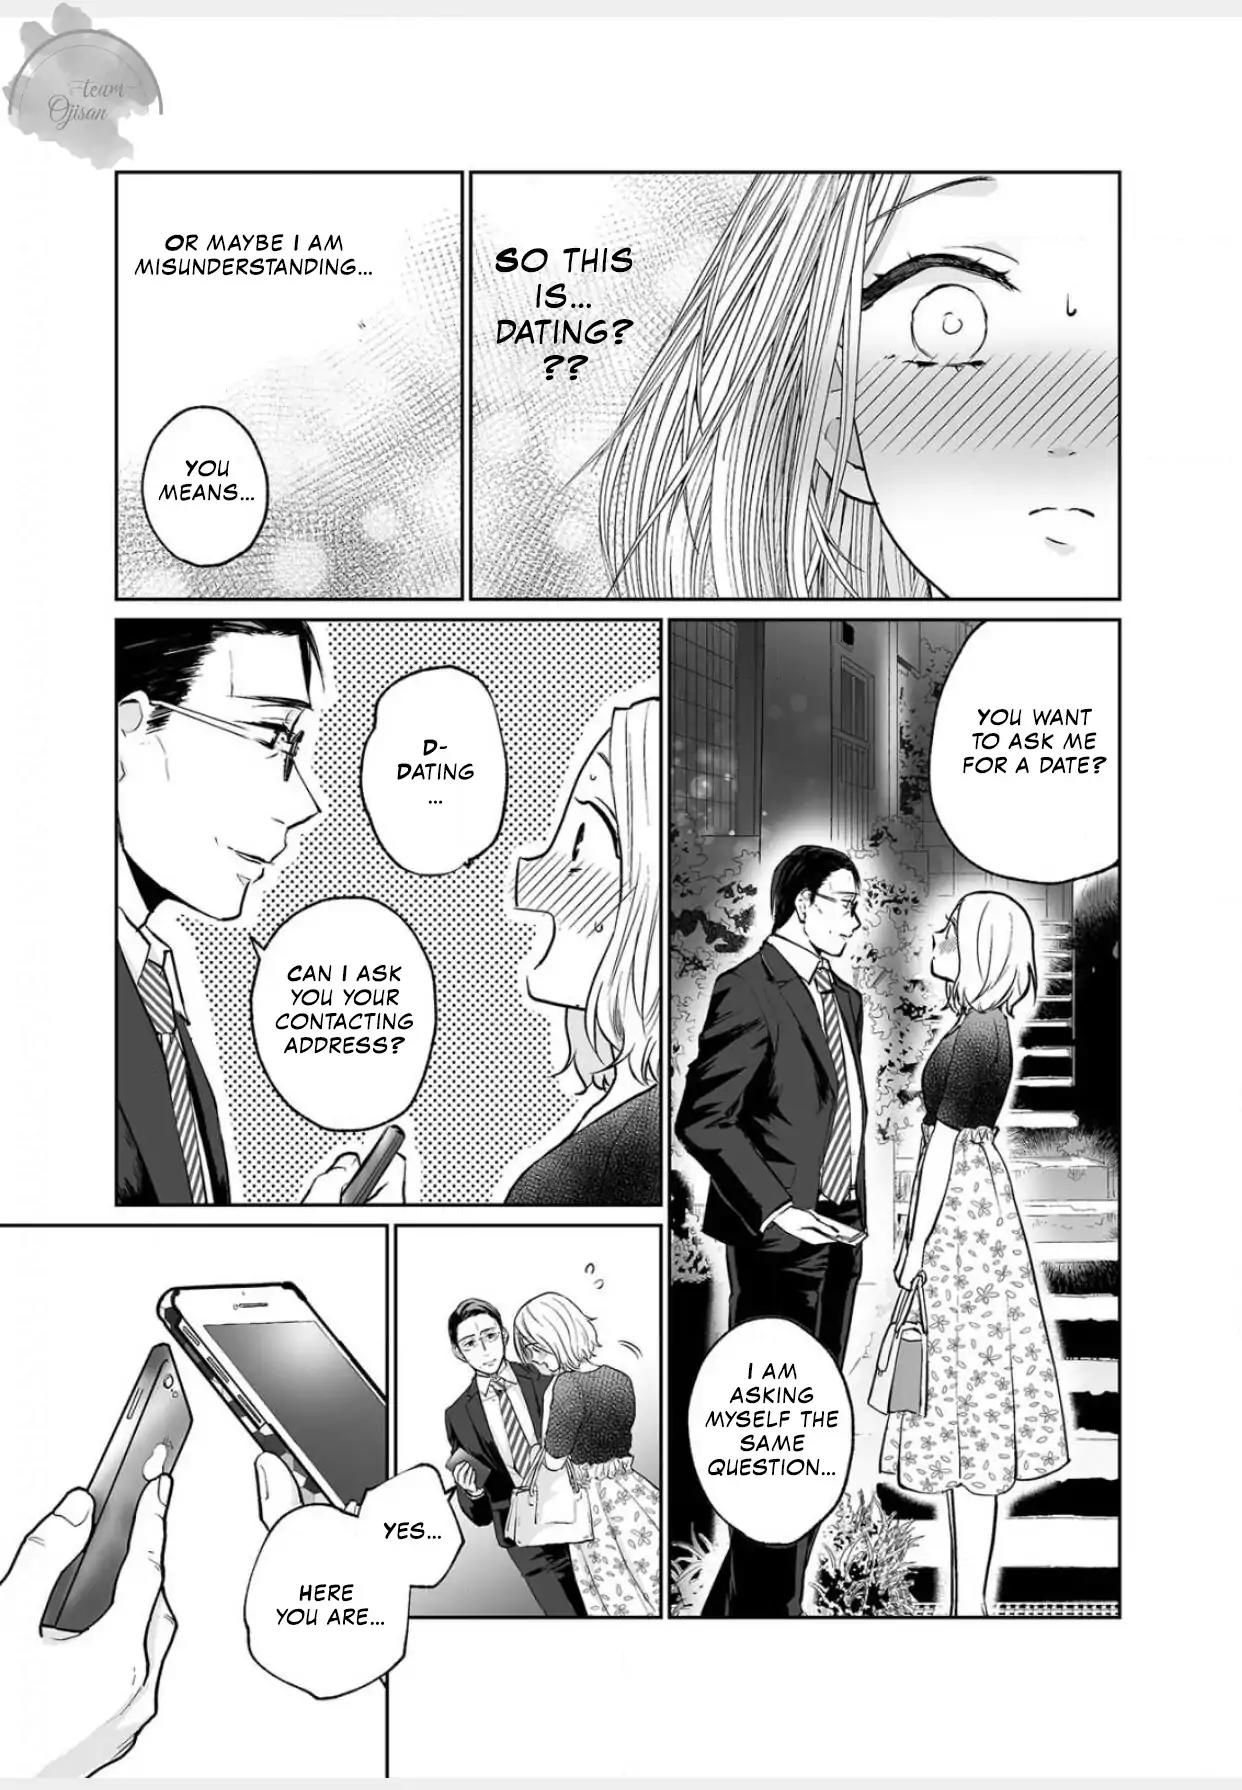 -team-
Ojisan
SO THIS
IS...
DATING?
??
OR MAYBE I AM
MISUNDERSTANDING...
YOU
MEANS...
YOU WANT
TO ASK ME
FOR A DATE?
I AM
ASKING
MYSELF THE
SAME
QUESTION...
D-
DATING
...
CAN I ASK
YOU YOUR
CONTACTING
ADDRESS?
YES...
HERE
YOU ARE...